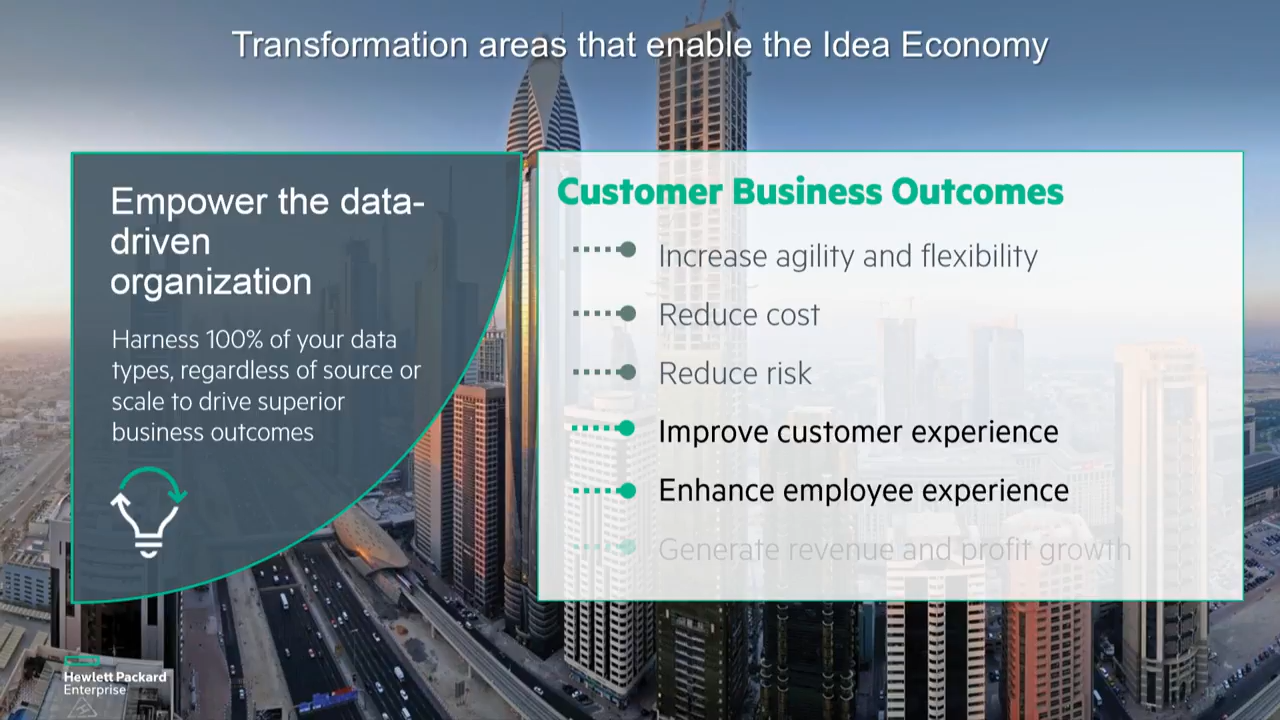 Transformation areas that enable the Idea Economy
Empower the data-
driven
organization
Harness 100% of your data
types, regardless of source or
scale to drive superior
business outcomes
Customer Business Outcomes
Increase agility and flexibility
Reduce cost
Reduce risk
Improve customer experience
Enhance employee experience
Generate revenue and profit growth
Hewlett Packard
Enterprise